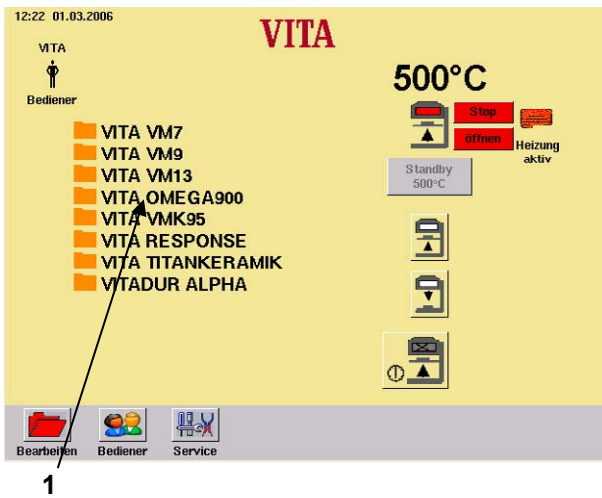 12:22 01.03.2006
VITA
VITA
Bediener
500°C
Stop
öffnen
Heizung
aktiv
Standby
500°C
VITA VM7
VITA VM9
VITA VM13
VITA OMEGA900
VITA VMK95
VITA RESPONSE
VITA TITANKERAMIK
VITADUR ALPHA
Bearbeiten
Bediener
Service
1